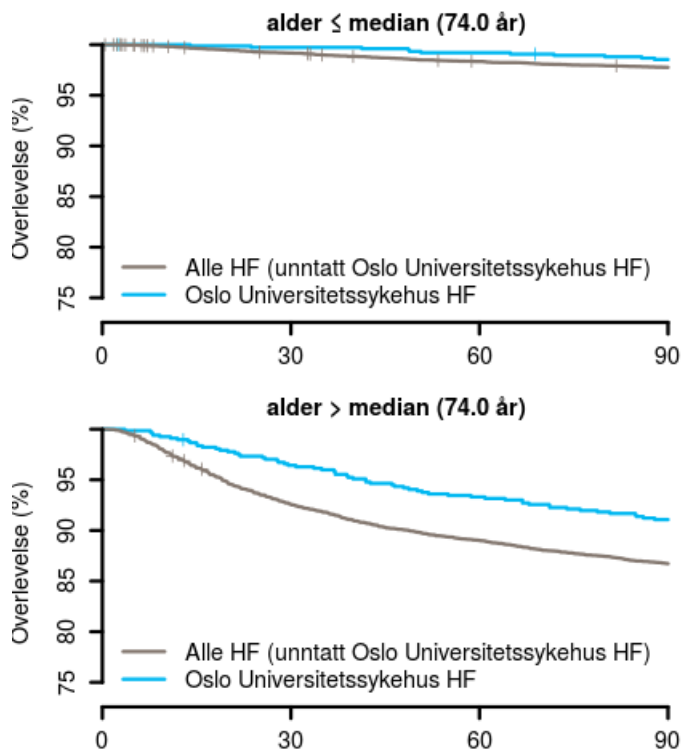 alder ≤ median (74.0 år)
Overlevelse (%)
95
90
85
80
75
Alle HF (unntatt Oslo Universitetssykehus HF)
Oslo Universitetssykehus HF
0 30 60 90
alder > median (74.0 år)
Overlevelse (%)
95
90
85
80
75
Alle HF (unntatt Oslo Universitetssykehus HF)
Oslo Universitetssykehus HF
0 30 60 90